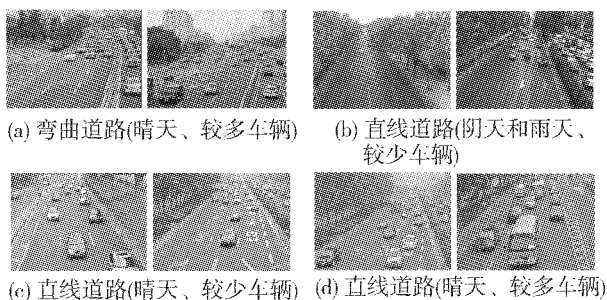 (a) 弯曲道路(晴天、较多车辆)
(b) 直线道路(阴天和雨天、
较少车辆)
(c) 直线道路(晴天、较少车辆)
(d) 直线道路(晴天、较多车辆)